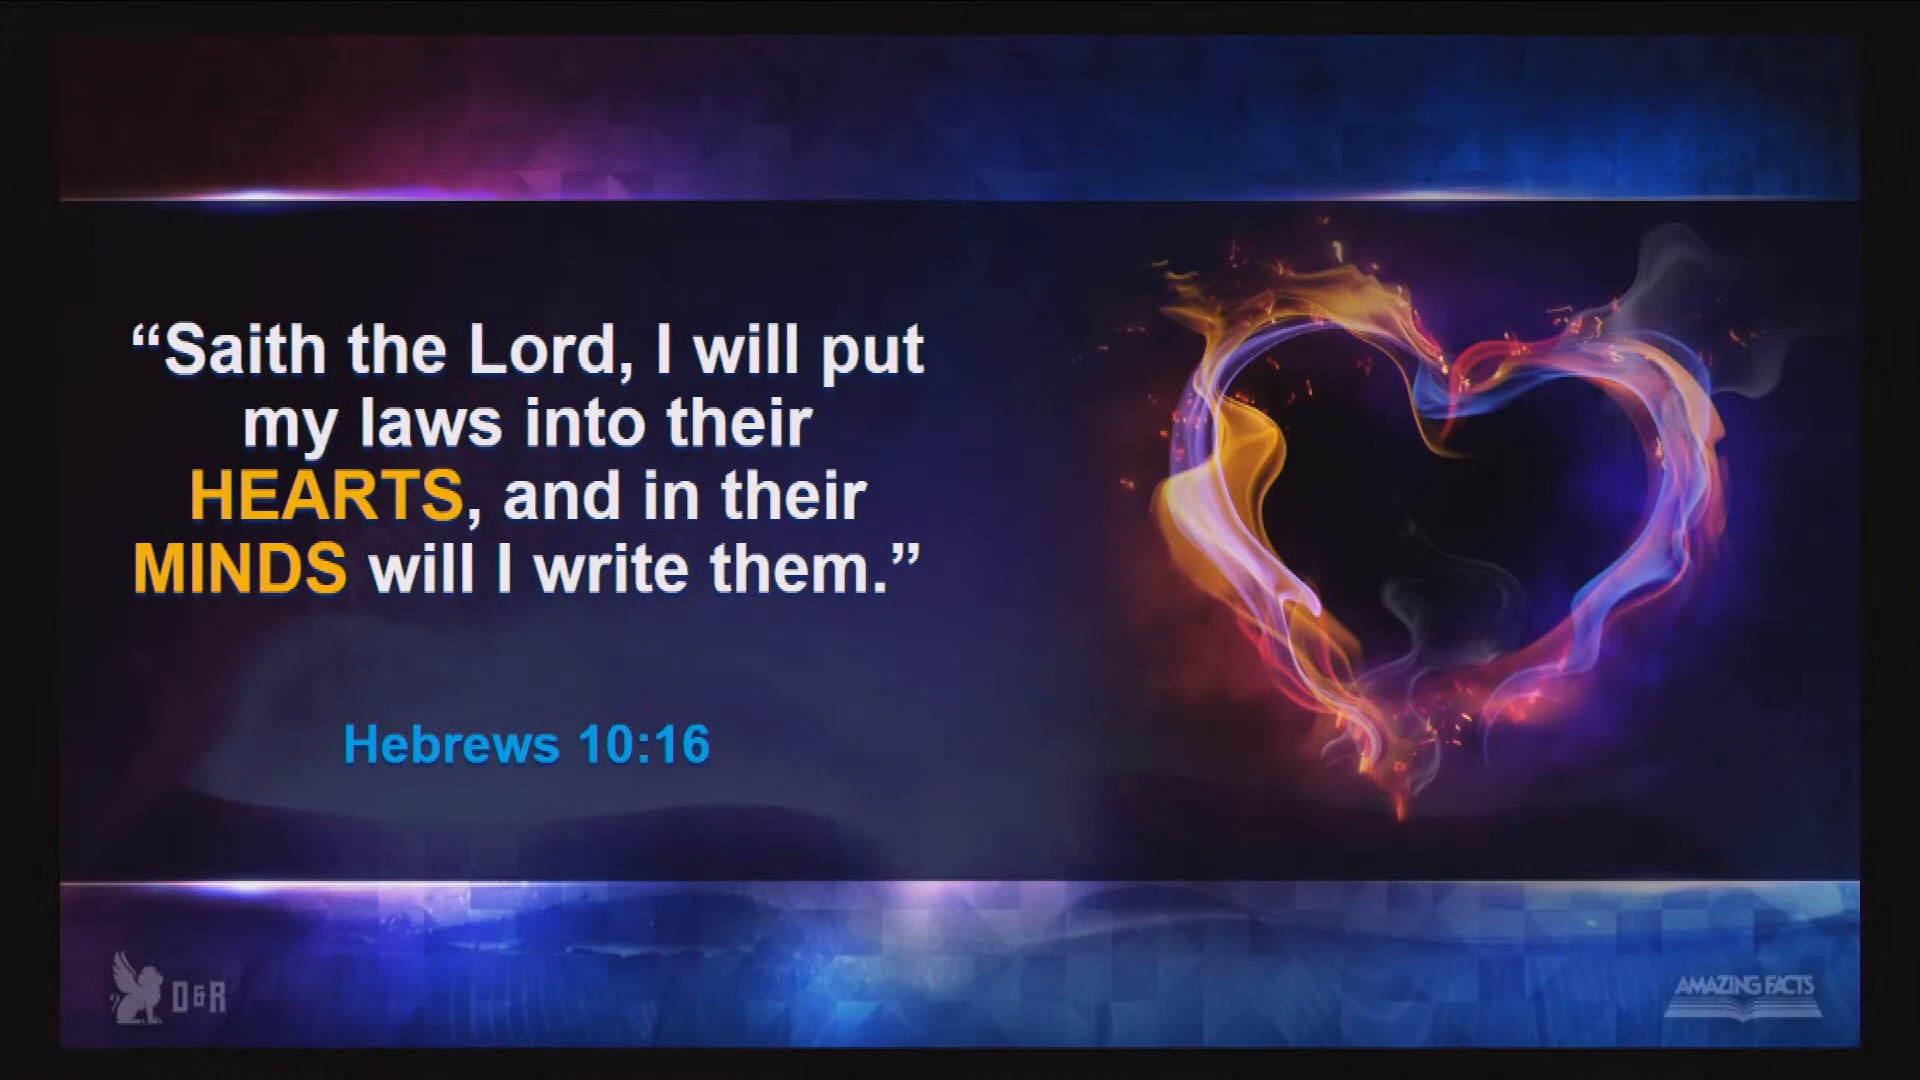 “Saith the Lord, I will put
my laws into their
HEARTS, and in their
MINDS will I write them.”
Hebrews 10:16
D&R
AMAZING FACTS